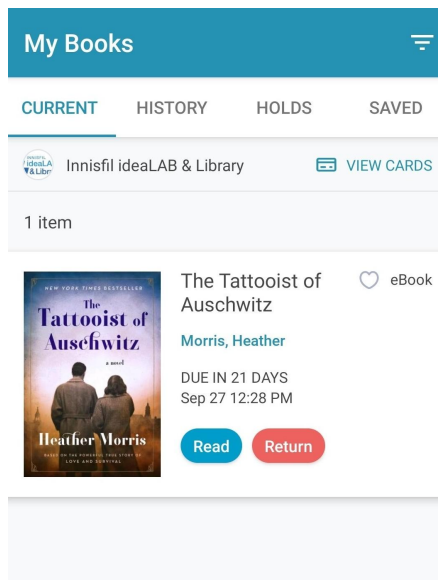 My Books
CURRENT HISTORY HOLDS SAVED
ideaLA
& Libr
Innisfil ideaLAB & Library VIEW CARDS
1 item
NEW YORK TIMES BESTSELLER
The
Tattooist of
Auschwitz
a novel
Heather Morris
BASED ON THE POWERFUL TRUE STORY OF
LOVE AND SURVIVAL
The Tattooist of
Auschwitz
eBook
Morris, Heather
DUE IN 21 DAYS
Sep 27 12:28 PM
Read Return